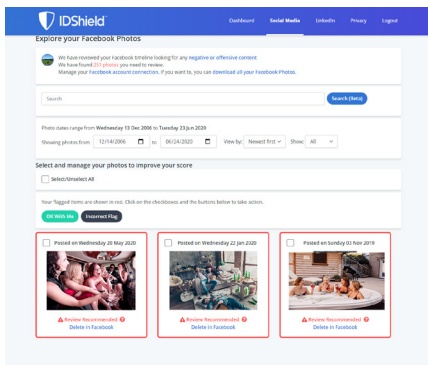 IDShield
Dashboard Social Media LinkedIn Privacy Logout
Explore your Facebook Photos
We have reviewed your Facebook timeline looking for any negative or offensive content
We have found 251 photos you need to review.
Manage your Facebook account connection, if you want, you can download all your Facebook Photos.
Search Search (Beta)
Photo dates range from Wednesday 13 Dec 2006 to Tuesday 23 Jun 2020
Showing photos from 12/14/2006 to 06/24/2020 View by: Newest first Show: All
Select and manage your photos to improve your score
Select/Unselect All
Your flagged items are shown in red. Click on the checkboxes and the buttons below to take action.
OK With Me Incorrect Flag
Posted on Wednesday 20 May 2020 Posted on Wednesday 22 Jan 2020 Posted on Sunday 03 Nov 2019
Review Recommended Review Recommended Review Recommended
Delete in Facebook Delete in Facebook Delete in Facebook